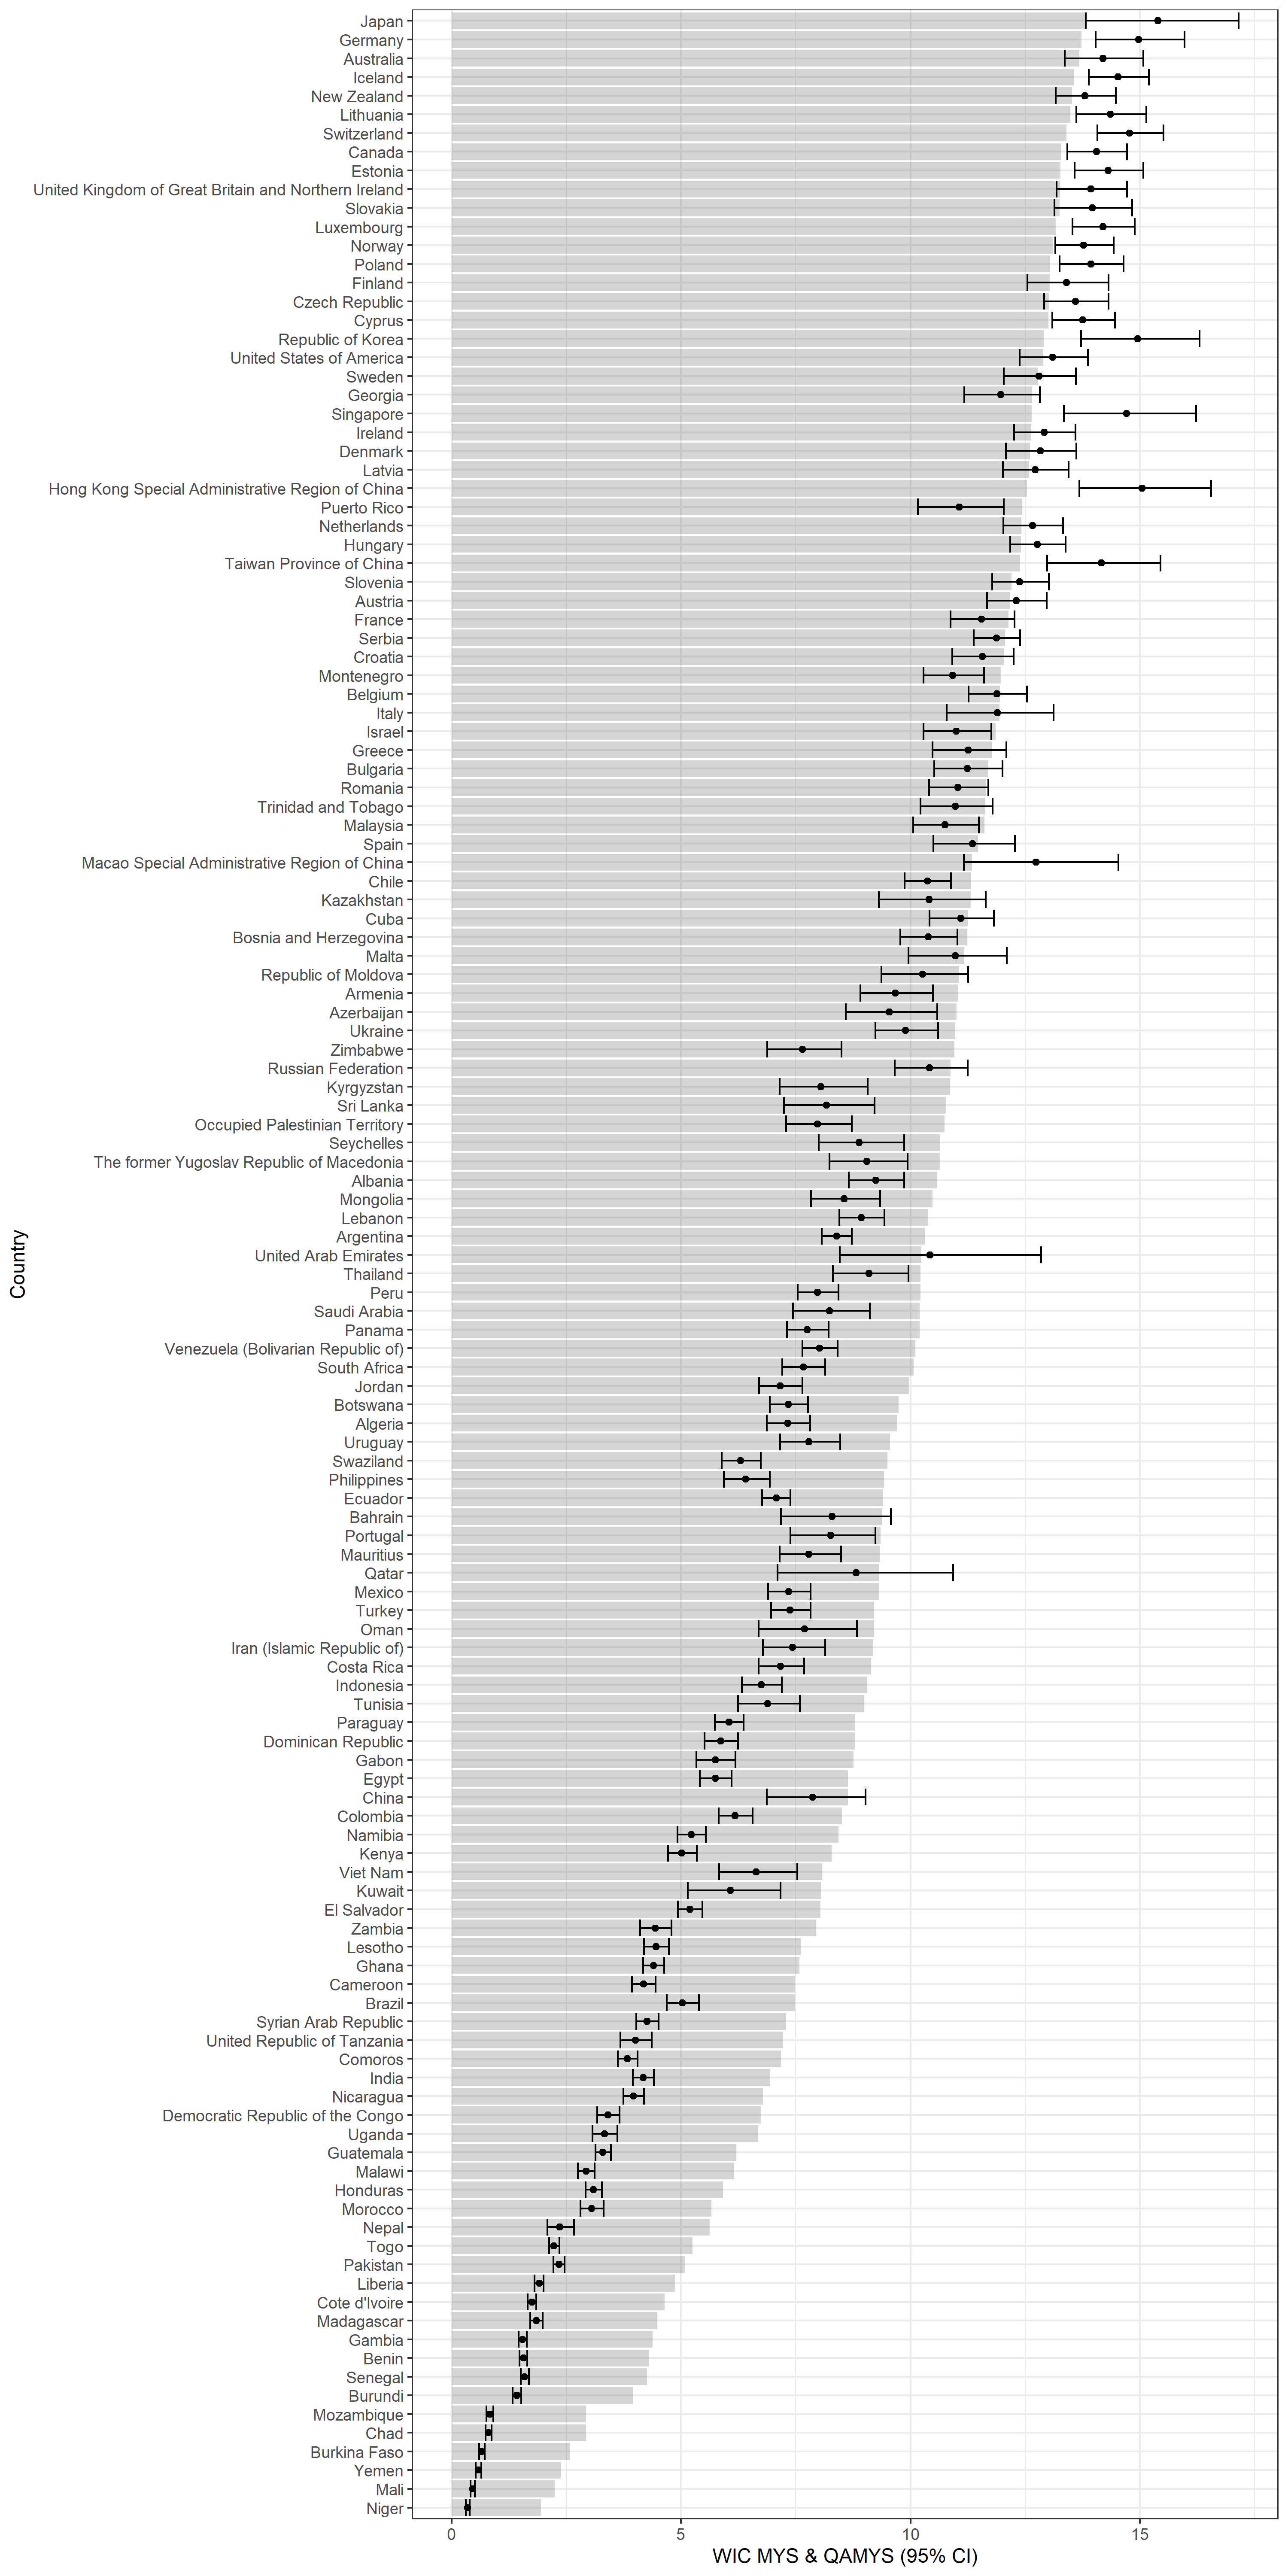 Japan
Germany
Australia
Iceland
New Zealand
Lithuania
Switzerland
Canada
Estonia
United Kingdom of Great Britain and Northern Ireland
Slovakia
Luxembourg
Norway
Poland
Finland
Czech Republic
Cyprus
Republic of Korea
United States of America
Sweden
Georgia
Singapore
Ireland
Denmark
Latvia
Hong Kong Special Administrative Region of China
Puerto Rico
Netherlands
Hungary
Taiwan Province of China
Slovenia
Austria
France
Serbia
Croatia
Montenegro
Belgium
Italy
Israel
Greece
Bulgaria
Romania
Trinidad and Tobago
Malaysia
Spain
Macao Special Administrative Region of China
Chile
Kazakhstan
Cuba
Bosnia and Herzegovina
Malta
Republic of Moldova
Armenia
Azerbaijan
Ukraine
Zimbabwe
Russian Federation
Kyrgyzstan
Sri Lanka
Occupied Palestinian Territory
Seychelles
The former Yugoslav Republic of Macedonia
Albania
Mongolia
Lebanon
Argentina
United Arab Emirates
Thailand
Peru
Saudi Arabia
Panama
Venezuela (Bolivarian Republic of)
South Africa
Jordan
Botswana
Algeria
Uruguay
Swaziland
Philippines
Ecuador
Bahrain
Portugal
Mauritius
Qatar
Mexico
Turkey
Oman
Iran (Islamic Republic of)
Costa Rica
Indonesia
Tunisia
Paraguay
Dominican Republic
Gabon
Egypt
China
Colombia
Namibia
Kenya
Viet Nam
Kuwait
El Salvador
Zambia
Lesotho
Ghana
Cameroon
Brazil
Syrian Arab Republic
United Republic of Tanzania
Comoros
India
Nicaragua
Democratic Republic of the Congo
Uganda
Guatemala
Malawi
Honduras
Morocco
Nepal
Togo
Pakistan
Liberia
Cote d'Ivoire
Madagascar
Gambia
Benin
Senegal
Burundi
Mozambique
Chad
Burkina Faso
Yemen
Mali
Niger
Country
0 5 10 15
WIC MYS & QAMYS (95% CI)